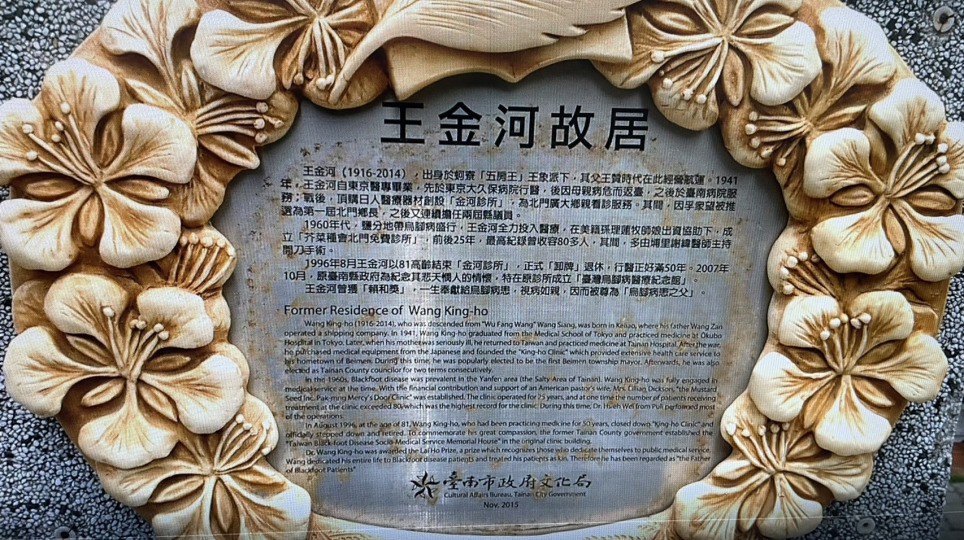 王金河故居
王金河（1916-2014），出身於蚵寮「五房王」王象派下，其父王贊時代在此經營航運。1941
年，王金河自東京醫專畢業，先於東京大久保病院行醫，後因母親病危而返臺，之後於臺南病院服
務；戰後，頂購日人醫療器材創設「金河診所」，為北門廣大鄉親看診服務。其間，因孚眾望被推
選為第一屆北門鄉長，之後又連續擔任兩屆縣議員。
1960年代，鹽分地帶烏腳病盛行，王金河全力投入醫療，在美籍孫理蓮牧師娘出資協助下，成
立「芥菜種會北門免費診所」，前後25年，最高紀錄曾收容80多人，其間，多由埔里謝緯醫師主持
開刀手術。
1996年8月王金河以81高齡結束「金河診所」，正式「卸牌」退休，行醫正好滿50年。2007年
10月，原臺南縣政府為紀念其悲天憫人的情懷，特在原診所成立「臺灣烏腳病醫療紀念館」。
王金河曾獲「賴和獎」，一生奉獻給烏腳病患，視病如親，因而被尊為「烏腳病患之父」。
Former Residence of Wang King-ho
Wang King-ho (1916-2014), who was descended from "Wu Fang Wang" Wang Siang, was born in Keliao, where his father Wang Zan
operated a shipping company. In 1941, Wang King-ho graduated from the Medical School of Tokyo and practiced medicine at Okubo
Hospital in Tokyo. Later, when his mother was seriously ill, he returned to Tainan and practiced medicine at Tainan Hospital. After the war,
he purchased medical equipment from the Japanese and founded the "King-ho Clinic" which provided extensive health care service to
his hometown of Beimen. During this time, he was popularly elected to be the first Beimen township mayor. Afterwards, he was also
elected as Tainan County councilor for two terms consecutively.
In the 1960s, Blackfoot disease was prevalent in the Yanfen area (the Salty Area of Tainan). Wang King-ho was fully engaged in
medical service at the time. With the financial contribution and support of an American pastor's wife, Mrs. Lillian Dickson, "the Mustard
Seed Inc. Pak-mng Mercy's Door Clinic" was established. The clinic operated for 25 years, and at one time the number of patients receiving
treatment at the clinic exceeded 80, which was the highest record for the clinic. During this time, Dr. Hsieh Wei from Puli performed most
of the operations.
In August 1996, at the age of 81, Wang King-ho, who had been practicing medicine for 50 years, closed down "King-ho Clinic" and
officially stepped down and retired. To commemorate his great compassion, the former Tainan County government established the
"Taiwan Black-Foot Disease Socio-Medical Service Memorial House" in the original clinic building.
Dr. Wang King-ho was awarded the Lai Ho Prize, a prize which recognizes those who dedicate themselves to public medical service.
Wang dedicated his entire life to Blackfoot disease patients and treated his patients as kin. Therefore he has been regarded as "the Father
of Blackfoot Patients"
臺南市政府文化局
Cultural Affairs Bureau, Tainan City Government
Nov. 2015